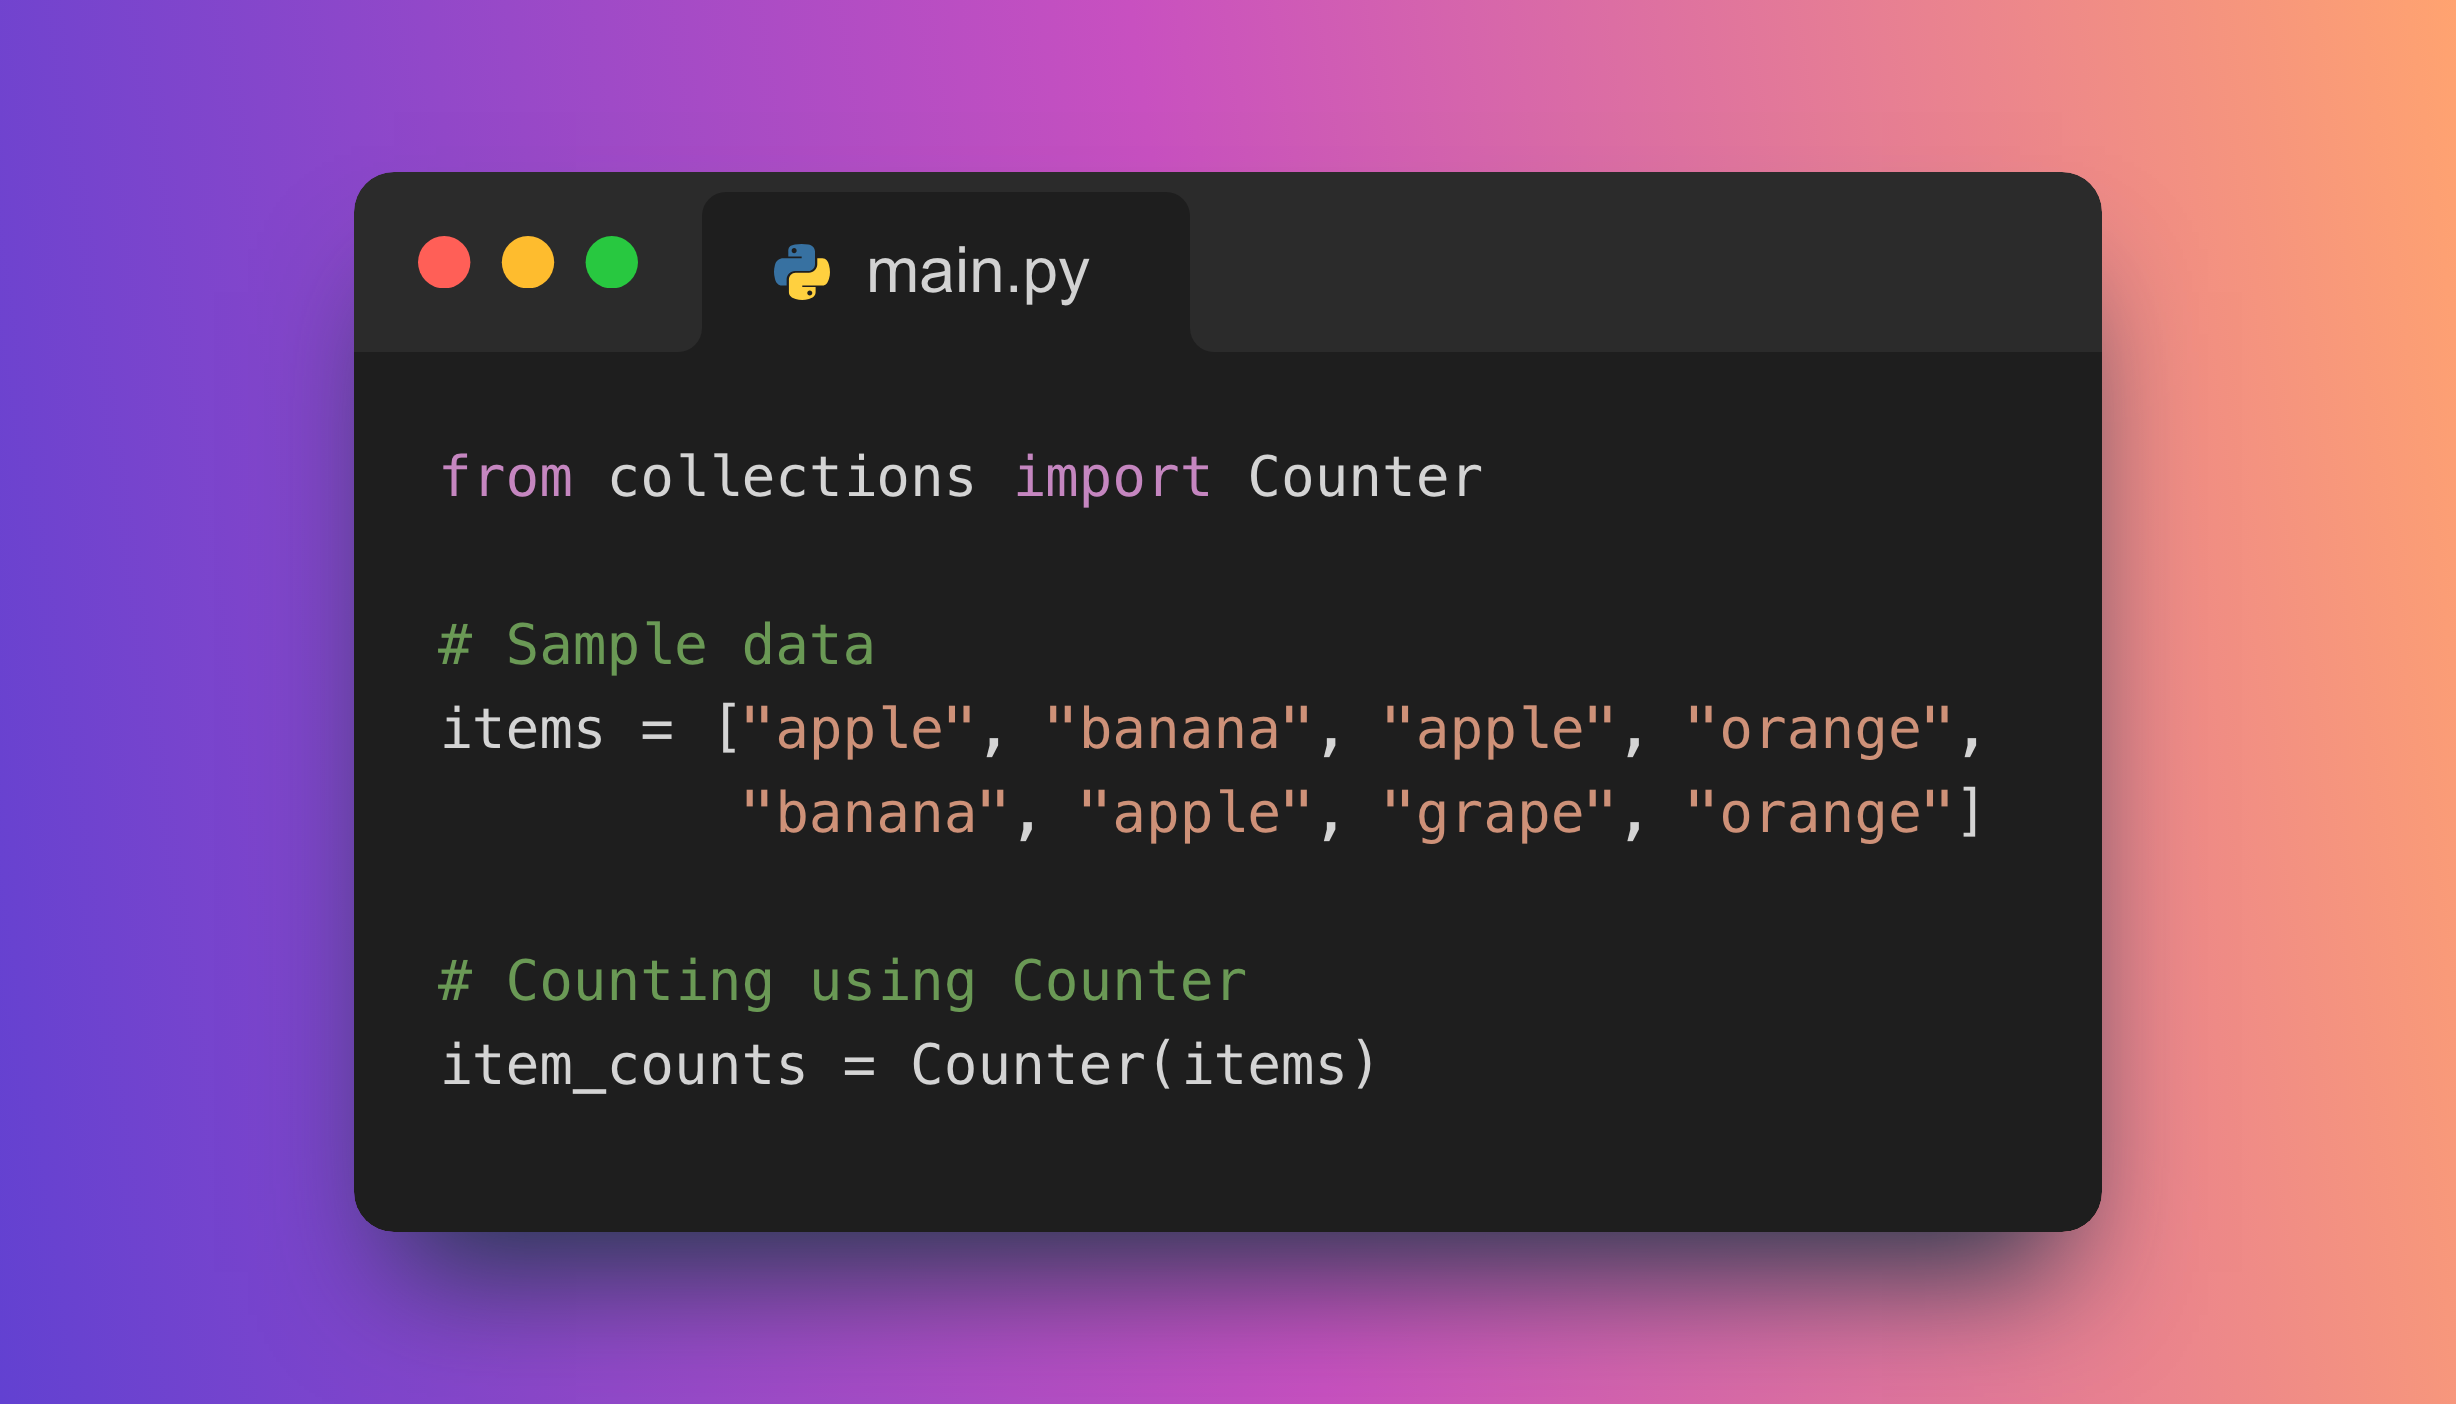 main.py
from collections import Counter
# Sample data
items = ["apple", "banana", "apple", "orange",
         "banana", "apple", "grape", "orange"]
# Counting using Counter
item_counts = Counter(items)